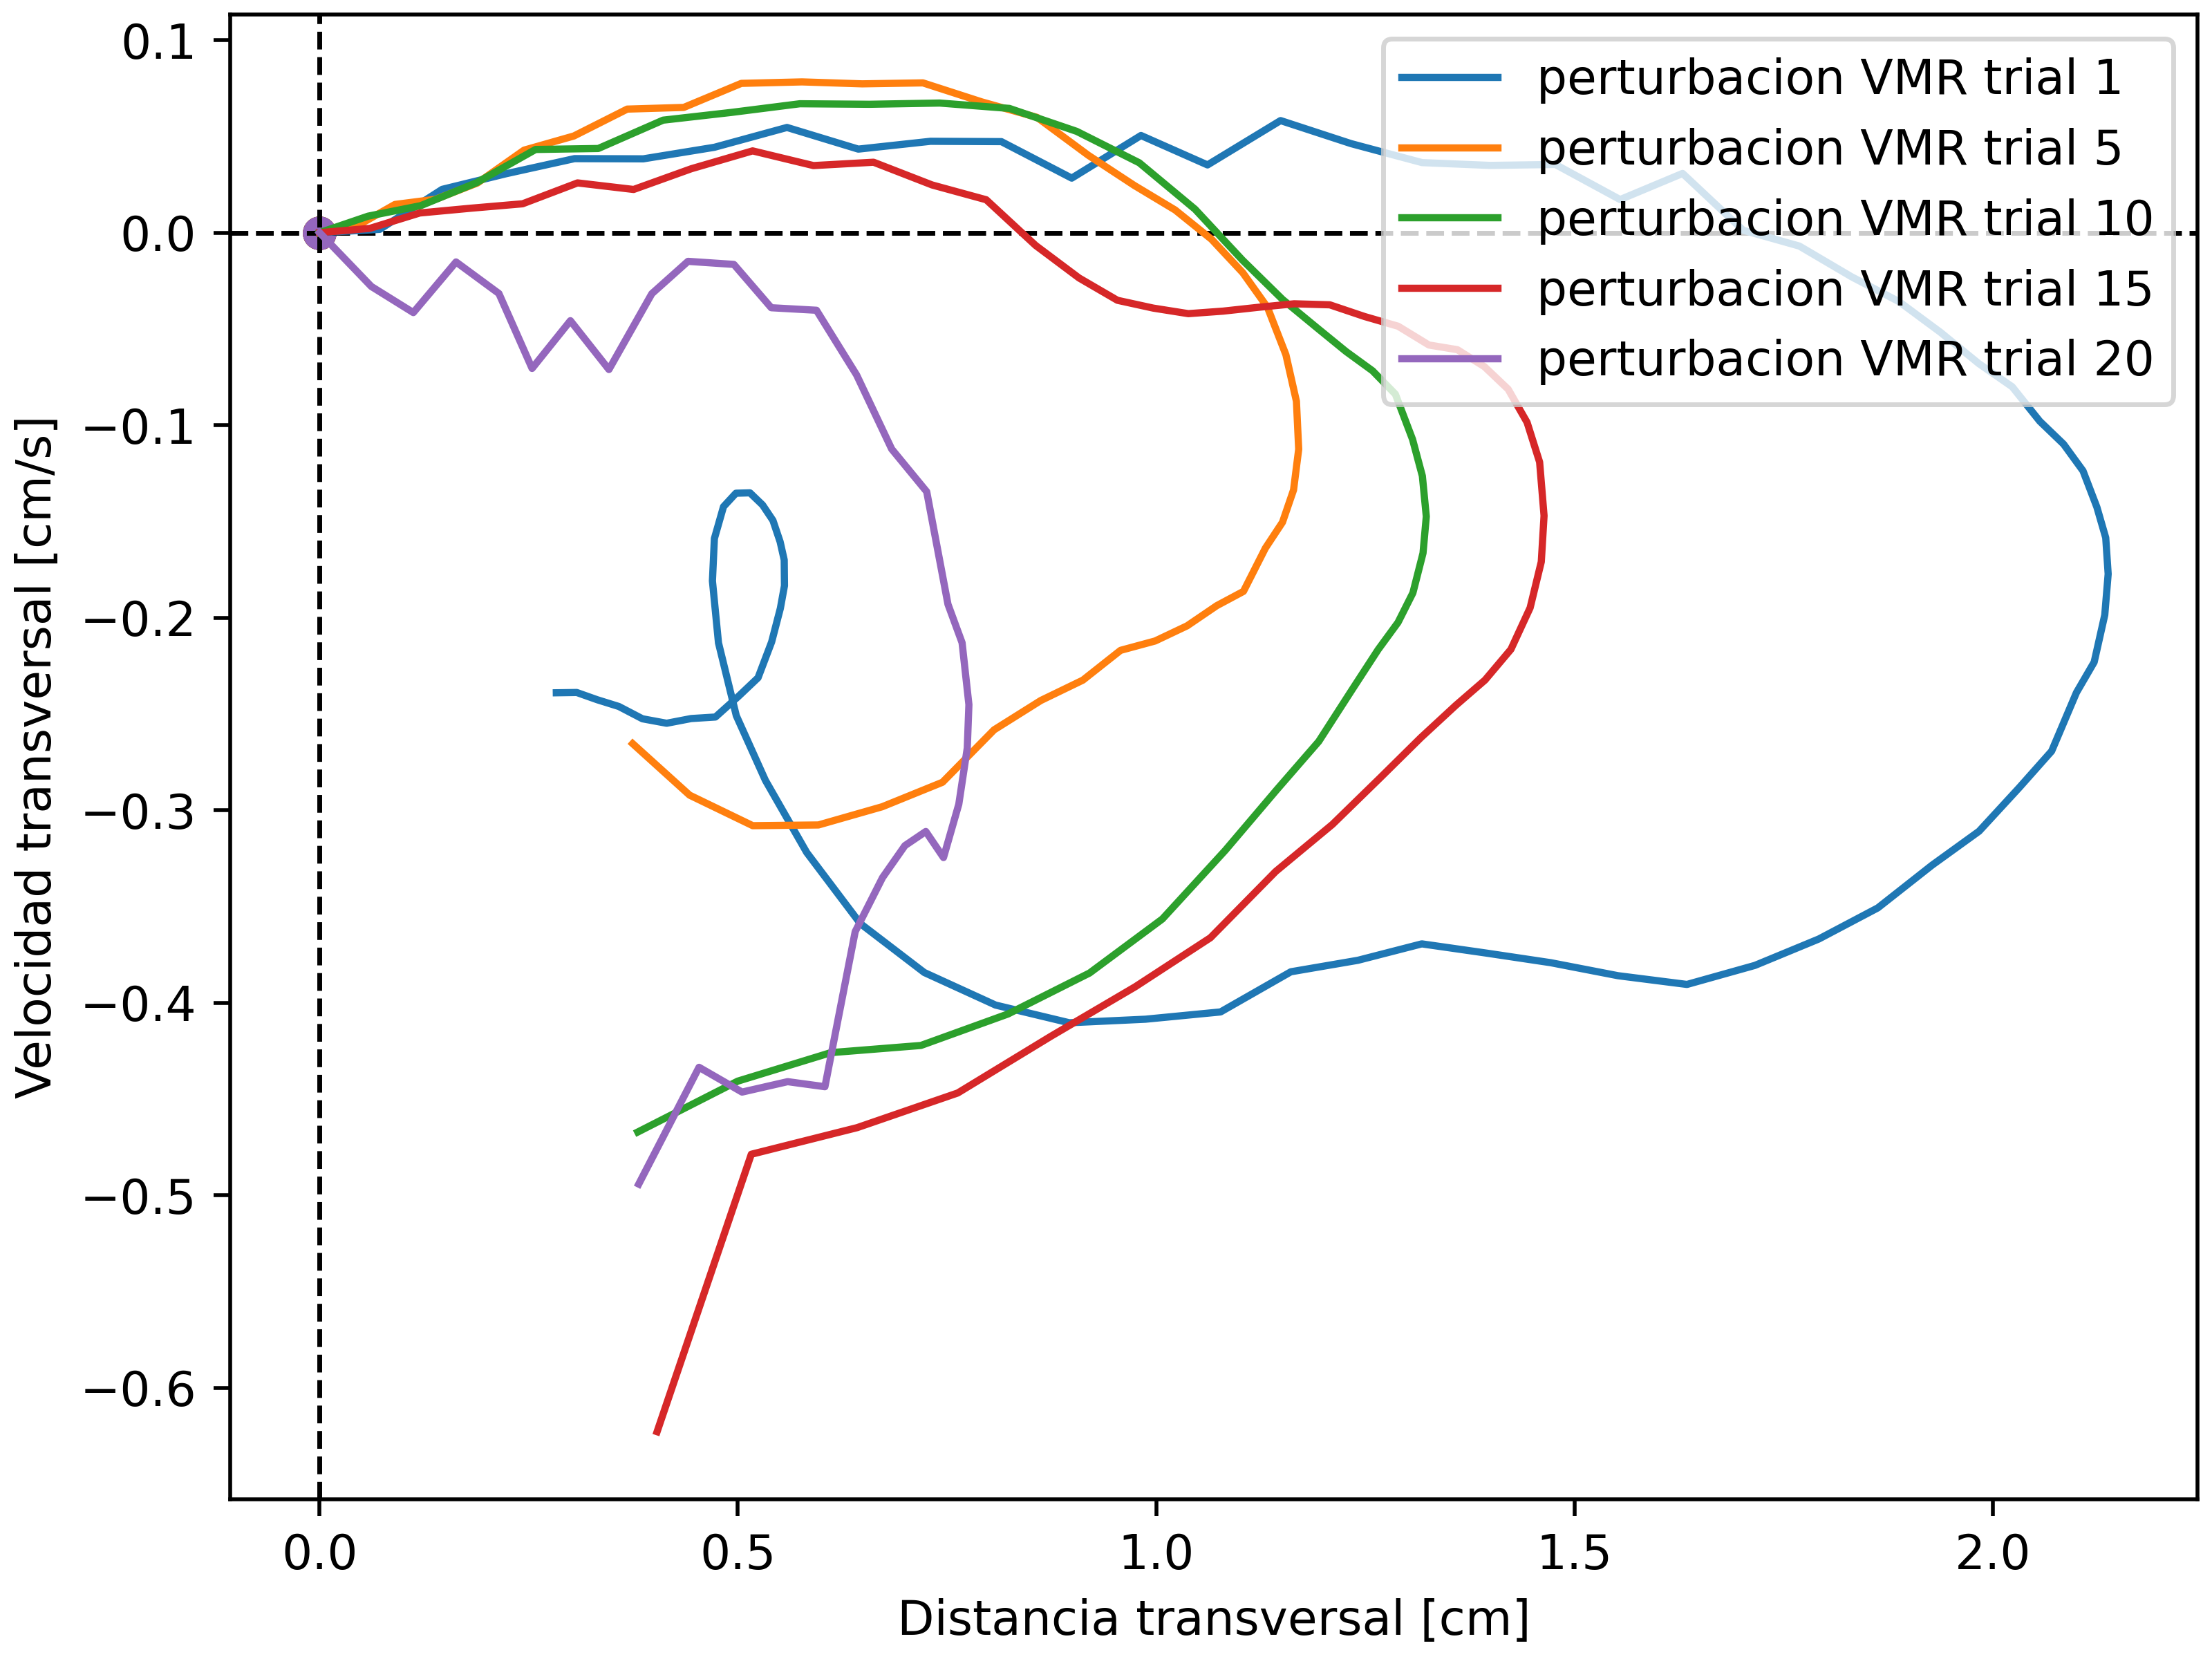 0.1
0.0
−0.1
−0.2
−0.3
−0.4
−0.5
−0.6
Velocidad transversal [cm/s]
perturbacion VMR trial 1
perturbacion VMR trial 5
perturbacion VMR trial 10
perturbacion VMR trial 15
perturbacion VMR trial 20
0.0 0.5 1.0 1.5 2.0
Distancia transversal [cm]